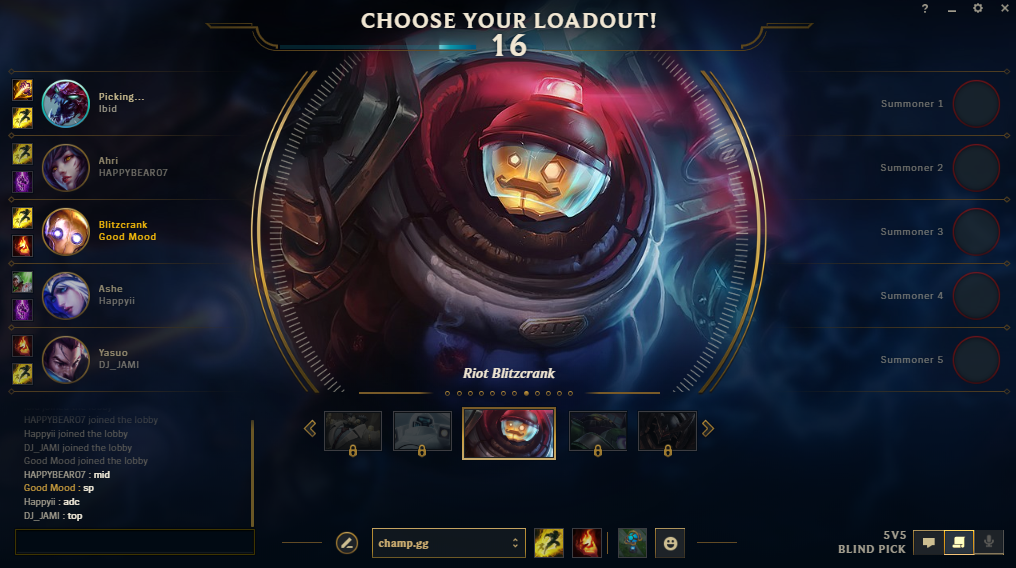 CHOOSE YOUR LOADOUT!
16
Picking...
Ibid
Ahri
HAPPYBEAR07
Blitzcrank
Good Mood
Ashe
Happyii
Yasuo
DJ_JAMI
Summoner 1
Summoner 2
Summoner 3
Summoner 4
Summoner 5
Riot Blitzcrank
HAPPYBEAR07 joined the lobby
Happyii joined the lobby
DJ_JAMI joined the lobby
Good Mood joined the lobby
HAPPYBEAR07 : mid
Good Mood : sp
Happyii : adc
DJ_JAMI : top
champ.gg
5V5
BLIND PICK